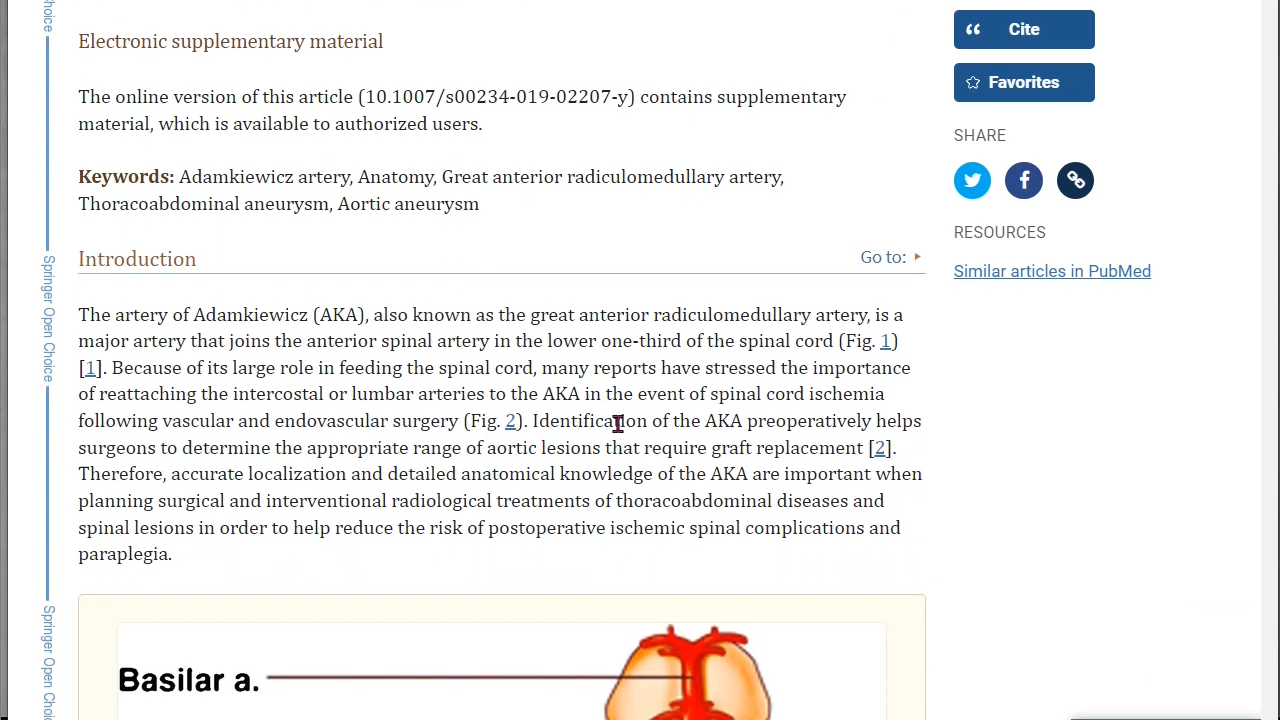 hoice
Springer Open Choice
Springer Open Choic
Electronic supplementary material
The online version of this article (10.1007/s00234-019-02207-y) contains supplementary
material, which is available to authorized users.
Keywords: Adamkiewicz artery, Anatomy, Great anterior radiculomedullary artery,
Thoracoabdominal aneurysm, Aortic aneurysm
Introduction
Go to:
The artery of Adamkiewicz (AKA), also known as the great anterior radiculomedullary artery, is a
major artery that joins the anterior spinal artery in the lower one-third of the spinal cord (Fig. 1)
[1]. Because of its large role in feeding the spinal cord, many reports have stressed the importance
of reattaching the intercostal or lumbar arteries to the AKA in the event of spinal cord ischemia
following vascular and endovascular surgery (Fig. 2). Identification of the AKA preoperatively helps
surgeons to determine the appropriate range of aortic lesions that require graft replacement [2].
Therefore, accurate localization and detailed anatomical knowledge of the AKA are important when
planning surgical and interventional radiological treatments of thoracoabdominal diseases and
spinal lesions in order to help reduce the risk of postoperative ischemic spinal complications and
paraplegia.
Basilar a.
Cite
Favorites
SHARE
RESOURCES
Similar articles in PubMed